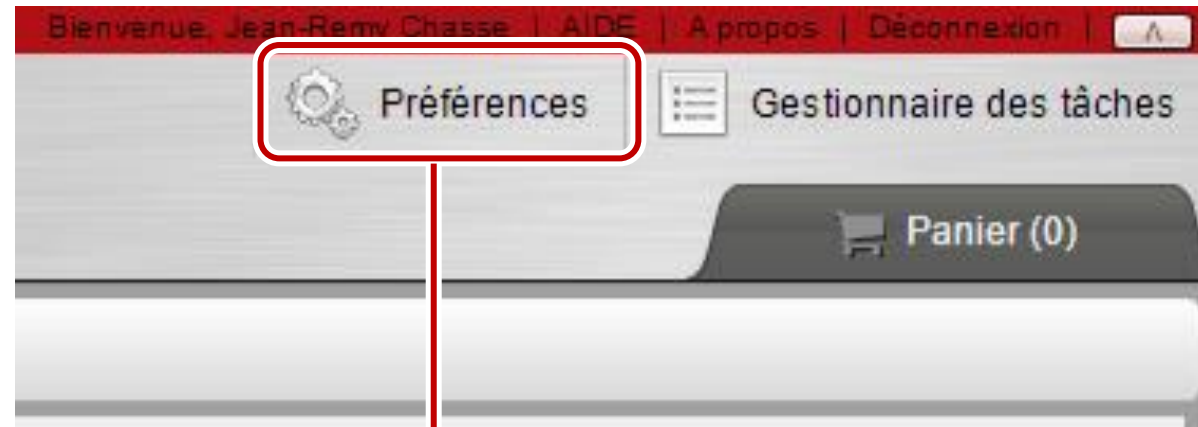 Bienvenue, Jean-Remy Chasse | AIDE | A propos | Déconnexion |
Préférences
Gestionnaire des tâches
Panier (0)